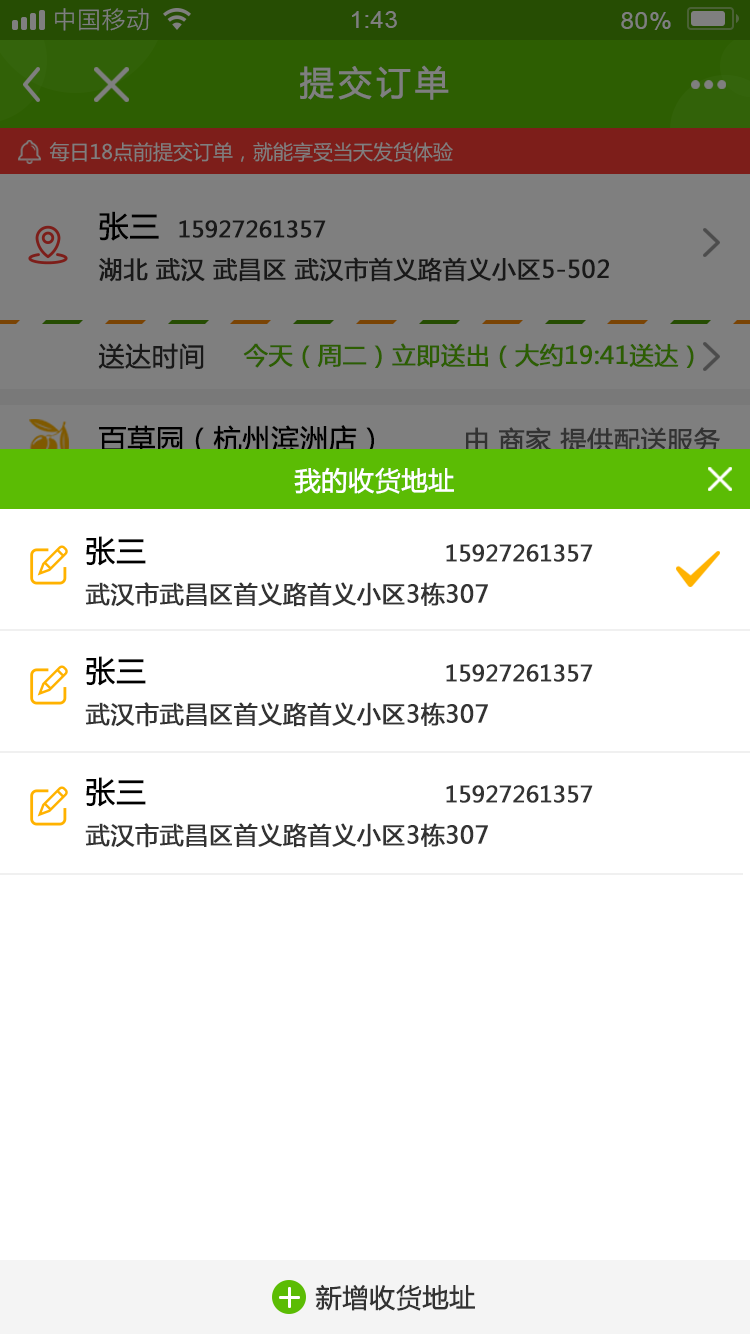 中国移动 1:43 80%
提交订单
每日18点前提交订单，就能享受当天发货体验
张三 15927261357
湖北 武汉 武昌区 武汉市首义路首义小区5-502
送达时间 今天（周二）立即送出（大约19:41送达）
百草园（杭州滨洲店） 由 商家 提供配送服务
我的收货地址
张三 15927261357
武汉市武昌区首义路首义小区3栋307
张三 15927261357
武汉市武昌区首义路首义小区3栋307
张三 15927261357
武汉市武昌区首义路首义小区3栋307
新增收货地址